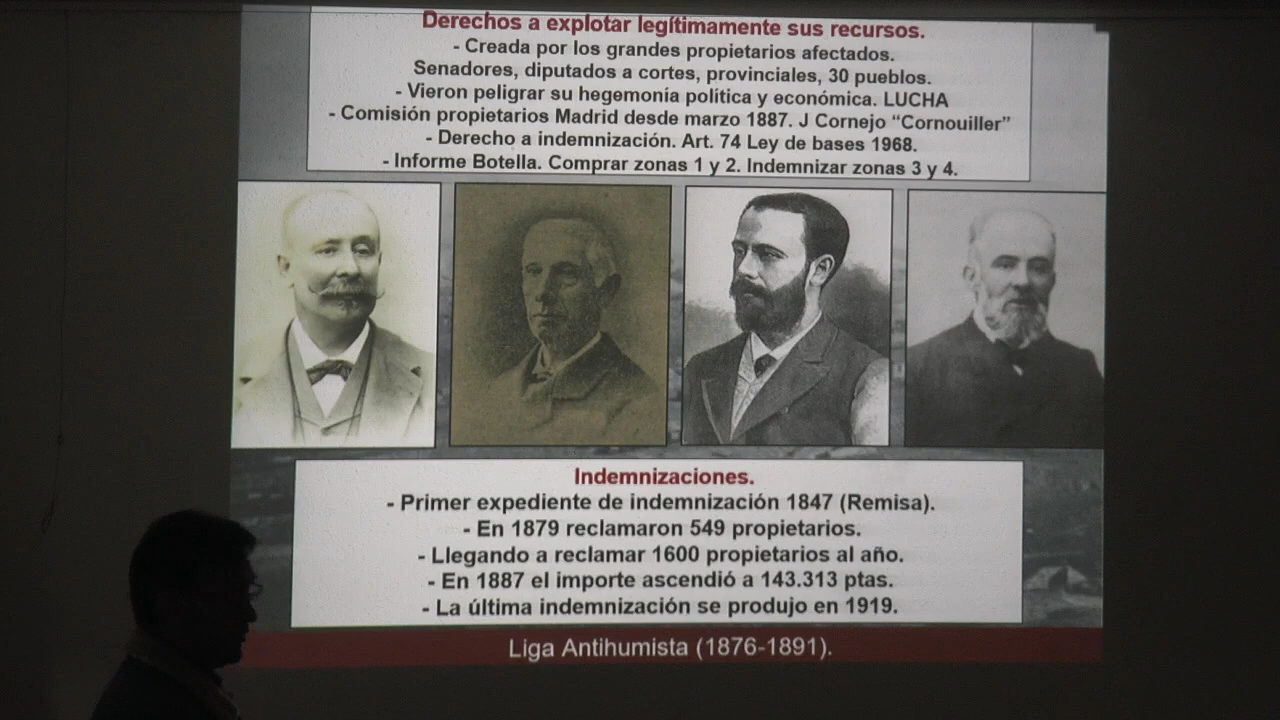 Derechos a explotar legítimamente sus recursos.
- Creada por los grandes propietarios afectados.
Senadores, diputados a cortes, provinciales, 30 pueblos.
- Vieron peligrar su hegemonía política y económica. LUCHA
- Comisión propietarios Madrid desde marzo 1887. J Cornejo “Cornouiller”
- Derecho a indemnización. Art. 74 Ley de bases 1968.
- Informe Botella. Comprar zonas 1 y 2. Indemnizar zonas 3 y 4.
Indemnizaciones.
- Primer expediente de indemnización 1847 (Remisa).
- En 1879 reclamaron 549 propietarios.
- Llegando a reclamar 1600 propietarios al año.
- En 1887 el importe ascendió a 143.313 ptas.
- La última indemnización se produjo en 1919.
Liga Antihumista (1876-1891).